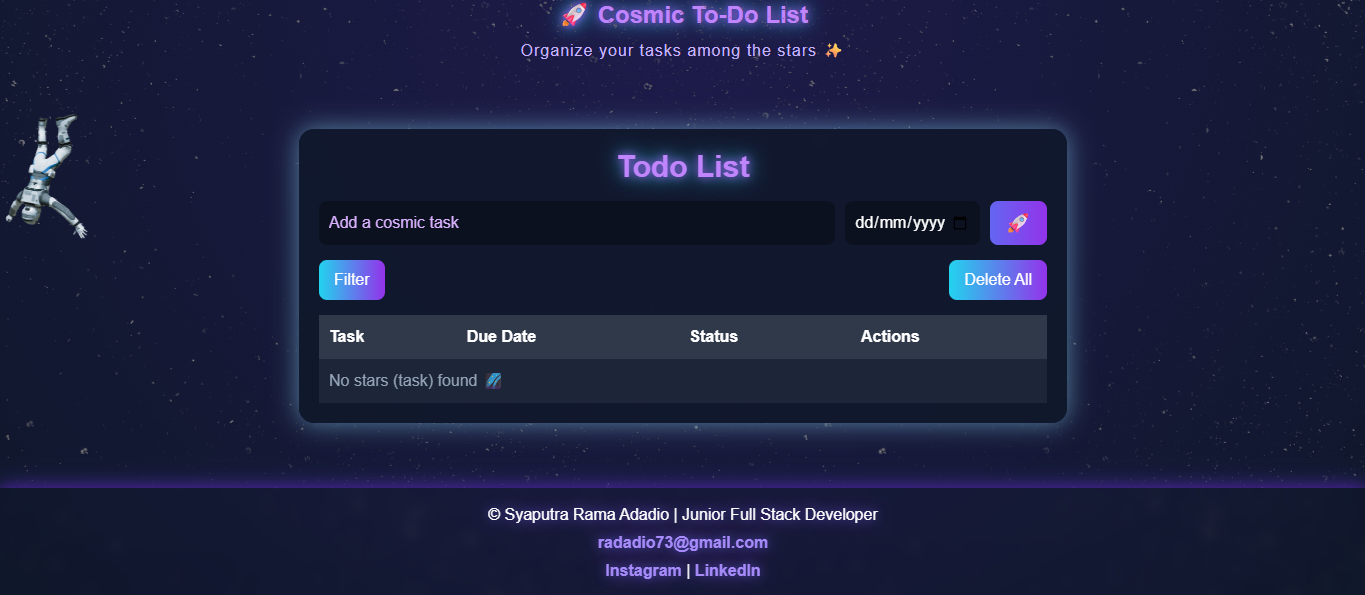 🚀 Cosmic To-Do List
Organize your tasks among the stars ✨
Todo List
Add a cosmic task dd/mm/yyyy 🚀
Filter Delete All
Task Due Date Status Actions
No stars (task) found 🌌
© Syaputra Rama Adadio | Junior Full Stack Developer
radadio73@gmail.com
Instagram | LinkedIn